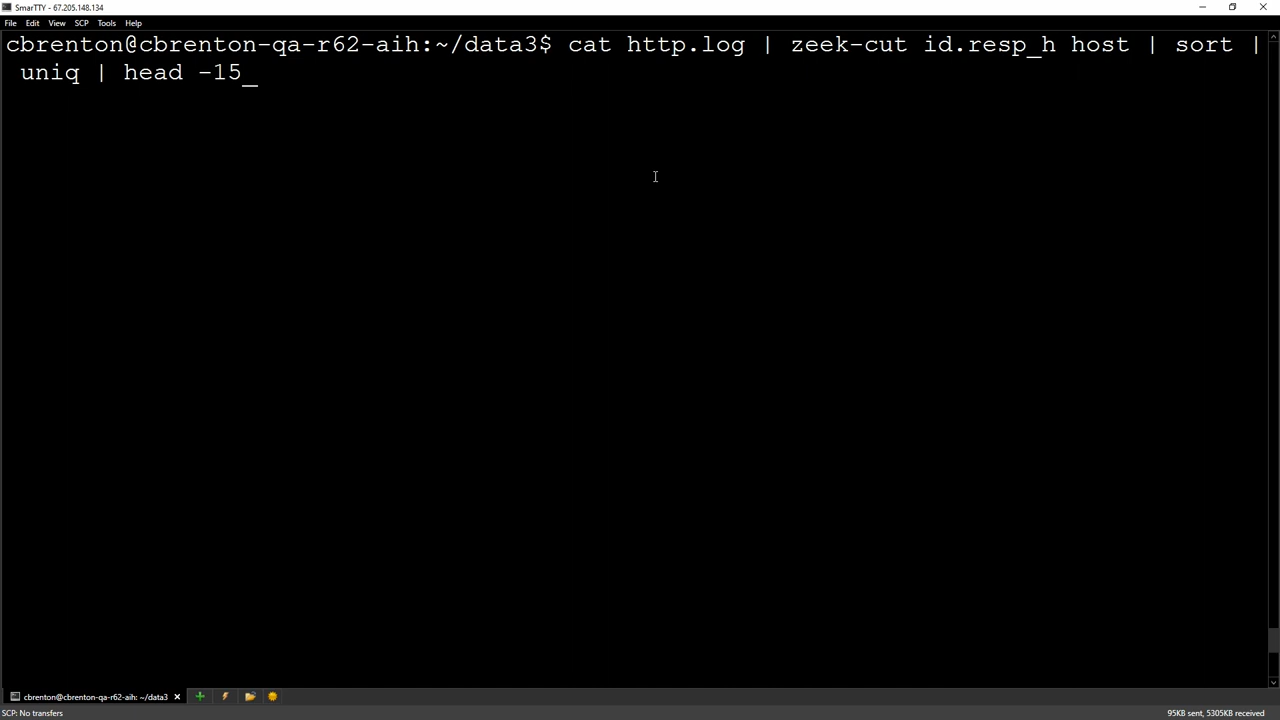 SmarTTY - 67.205.148.134
File Edit View SCP Tools Help
cbrenton@cbrenton-qa-r62-aih:~/data3$ cat http.log | zeek-cut id.resp_h host | sort |
uniq | head -15_
cbrenton@cbrenton-qa-r62-aih: ~/data3
SCP: No transfers
95KB sent, 5305KB received